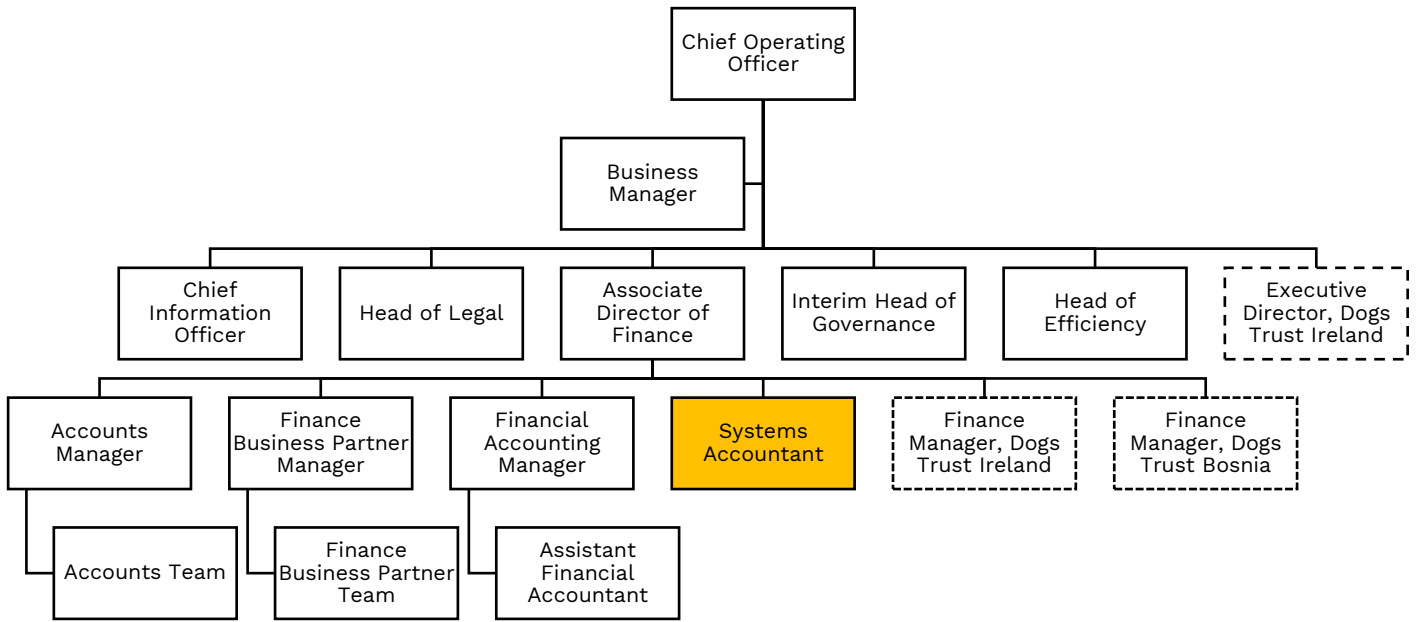 Chief Operating
Officer
Business
Manager
Chief
Information
Officer
Head of Legal
Associate
Director of
Finance
Interim Head of
Governance
Head of
Efficiency
Executive
Director, Dogs
Trust Ireland
Accounts
Manager
Finance
Business Partner
Manager
Financial
Accounting
Manager
Systems
Accountant
Finance
Manager, Dogs
Trust Ireland
Finance
Manager, Dogs
Trust Bosnia
Accounts Team
Finance
Business Partner
Team
Assistant
Financial
Accountant